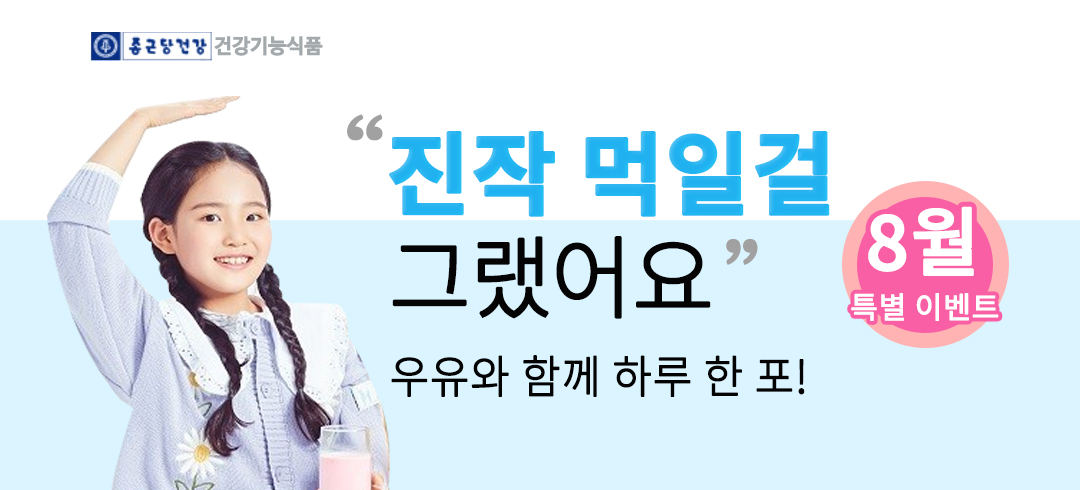 종근당건강 건강기능식품
“진작 먹일걸
그랬어요”
8월
특별 이벤트
우유와 함께 하루 한 포!